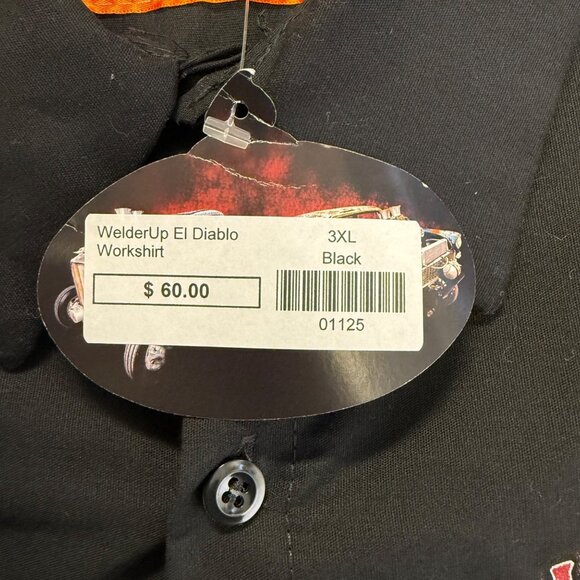 WelderUp El Diablo
Workshirt
3XL
Black
$ 60.00
01125